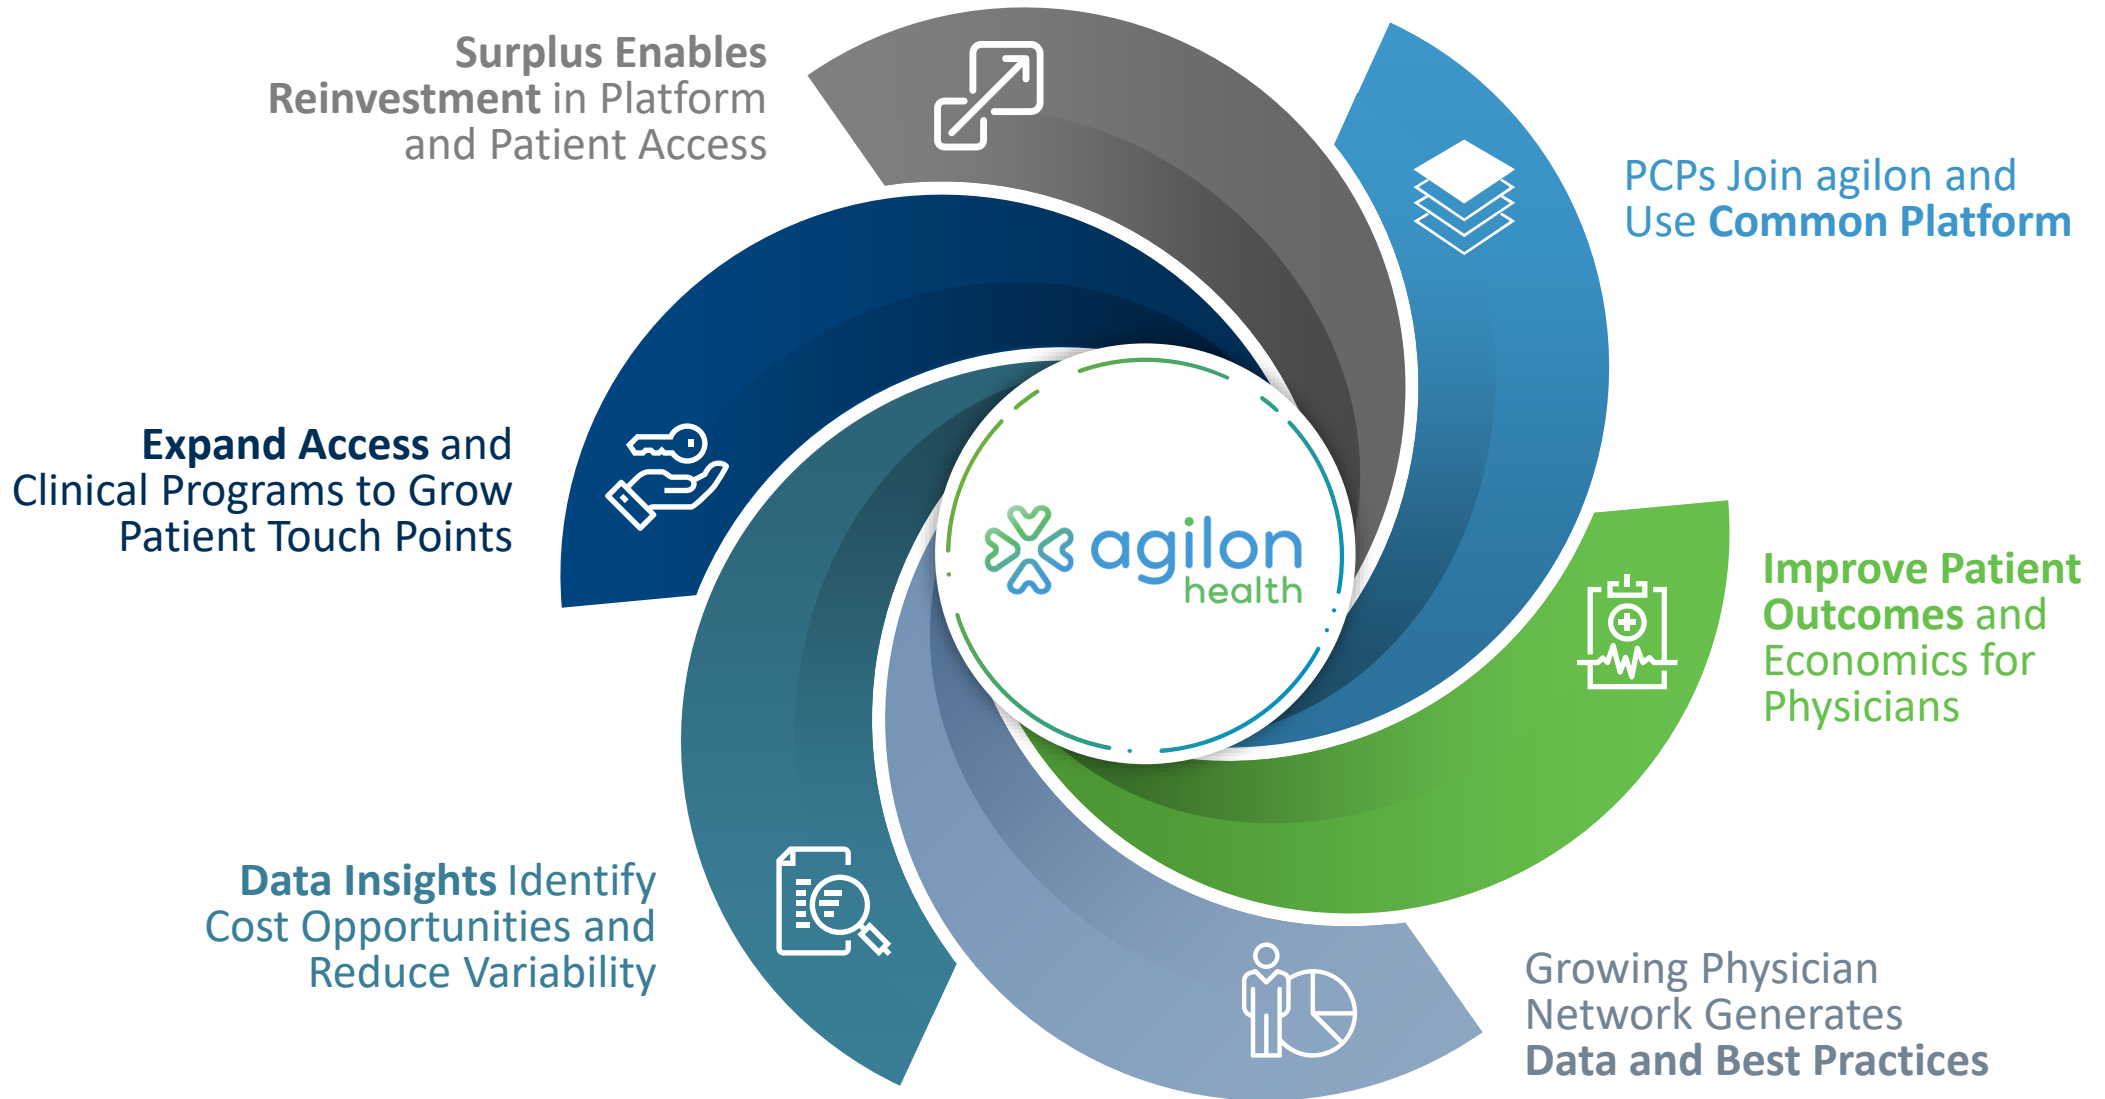 Surplus Enables
Reinvestment in Platform
and Patient Access
PCPs Join agilon and
Use Common Platform
Expand Access and
Clinical Programs to Grow
Patient Touch Points
agilon
health
Improve Patient
Outcomes and
Economics for
Physicians
Data Insights Identify
Cost Opportunities and
Reduce Variability
Growing Physician
Network Generates
Data and Best Practices